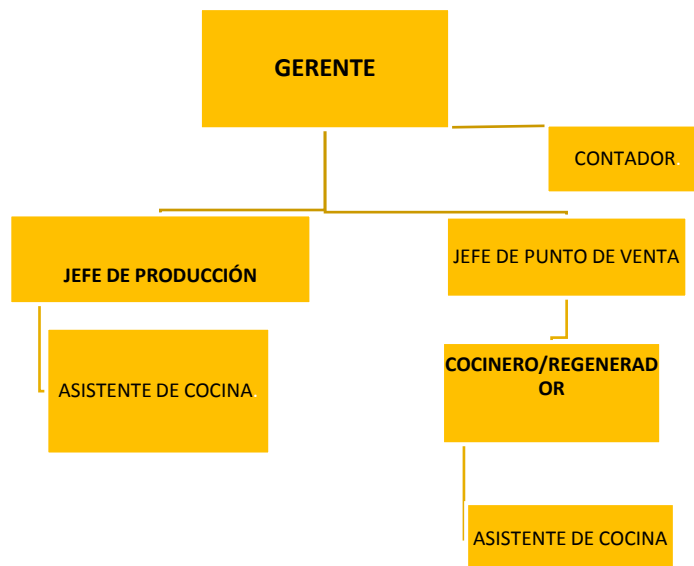 GERENTE
CONTADOR.
JEFE DE PRODUCCIÓN
JEFE DE PUNTO DE VENTA
ASISTENTE DE COCINA.
COCINERO/REGENERAD
OR
ASISTENTE DE COCINA